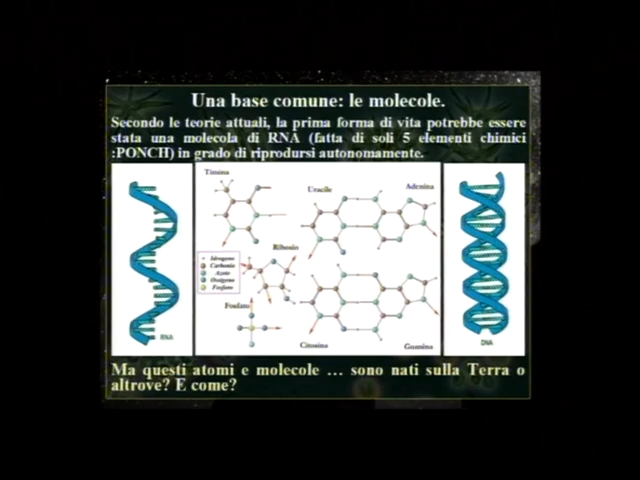 Una base comune: le molecole.
Secondo le teorie attuali, la prima forma di vita potrebbe essere
stata una molecola di RNA (fatta di soli 5 elementi chimici
:PONCH) in grado di riprodursi autonomamente.
Timina
Uracile
Adenina
Ribosio
Idrogeno
Carbonio
Azoto
Ossigeno
Fosfato
Fosfato
Citosina
Guanina
RNA
DNA
Ma questi atomi e molecole … sono nati sulla Terra o
altrove? E come?